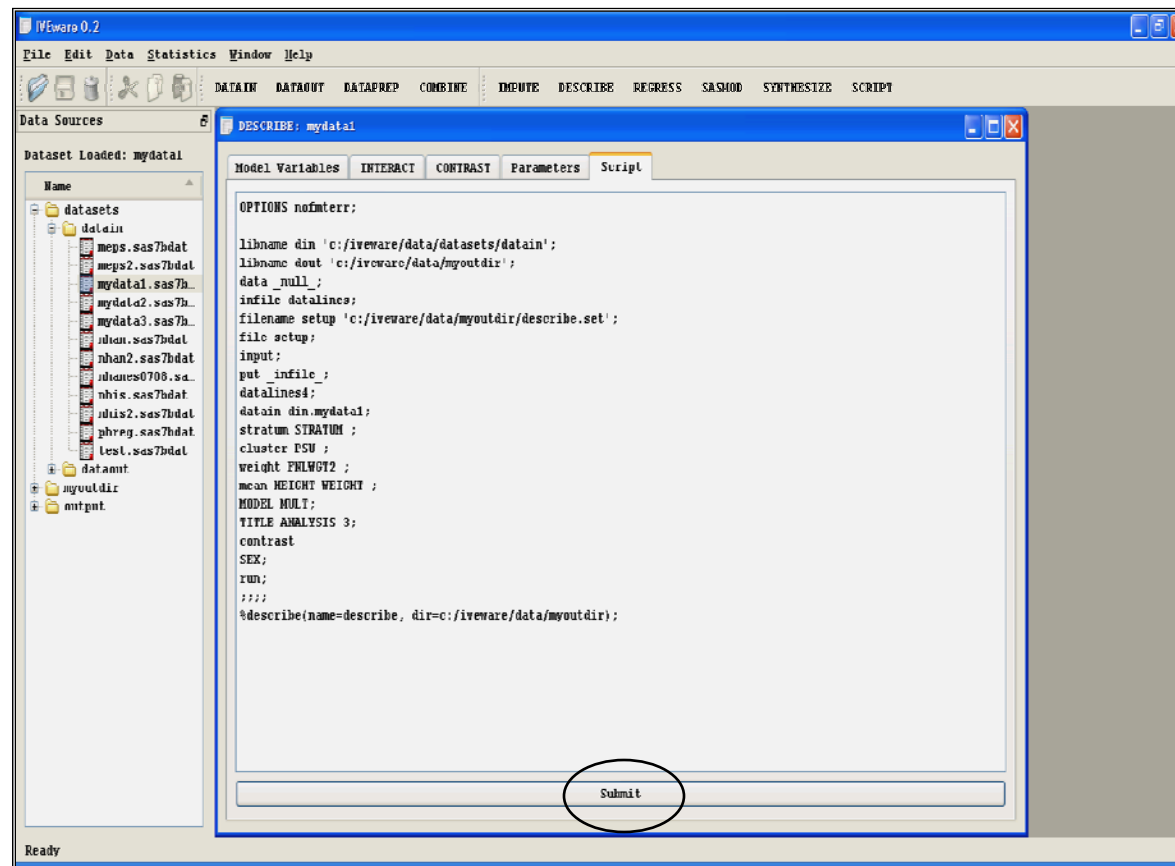 IVEware 0.2
File Edit Data Statistics Window Help
DATAIN DATAOUT DATAPREP COMBINE IMPUTE DESCRIBE REGRESS SASMOD SYNTHESIZE SCRIPT
Data Sources
Dataset Loaded: mydata1
Name
datasets
datain
meps.sas7bdat
meps2.sas7bdat
mydata1.sas7b...
mydata2.sas7b...
mydata3.sas7b...
nhan.sas7bdat
nhan2.sas7bdat
nhanes0708.sa...
nhis.sas7bdat
nhis2.sas7bdat
phreg.sas7bdat
test.sas7bdat
dataout
myoutdir
output
DESCRIBE: mydata1
Model Variables INTERACT CONTRAST Parameters Script
OPTIONS nofmterr;
libname din 'c:/iveware/data/datasets/datain';
libname dout 'c:/iveware/data/myoutdir';
data _null_;
infile datalines;
filename setup 'c:/iveware/data/myoutdir/describe.set';
file setup;
input;
put _infile_;
datalines4;
datain din.mydata1;
stratum STRATUM ;
cluster PSU ;
weight FNLWGT2 ;
mean HEIGHT WEIGHT ;
MODEL MULT;
TITLE ANALYSIS 3;
contrast
SEX;
run;
;;;;
%describe(name=describe, dir=c:/iveware/data/myoutdir);
Submit
Ready